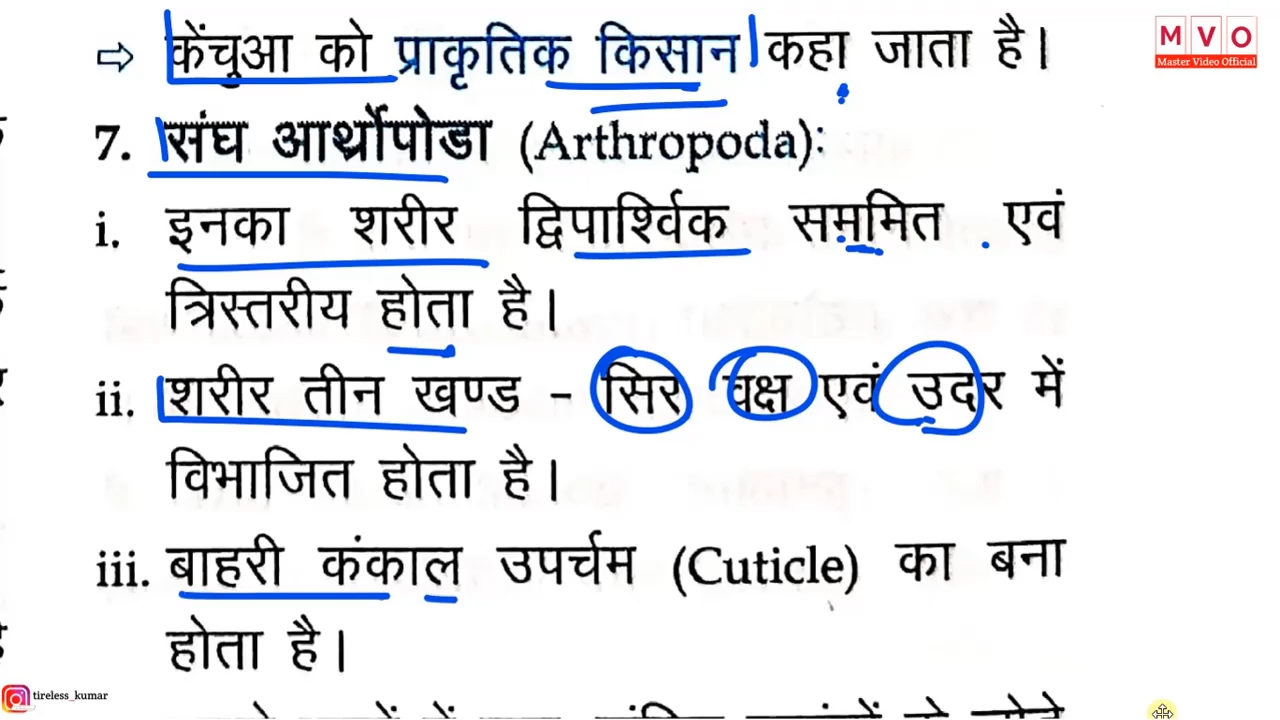 ⇨ केंचुआ को प्राकृतिक किसान कहा जाता है।
MVO
Master Video Official
7. संघ आर्थ्रोपोडा (Arthropoda):
i. इनका शरीर द्विपार्श्विक सममित एवं
त्रिस्तरीय होता है।
ii. शरीर तीन खण्ड - सिर वक्ष एवं उदर में
विभाजित होता है।
iii. बाहरी कंकाल उपर्चम (Cuticle) का बना
होता है।
tireless_kumar